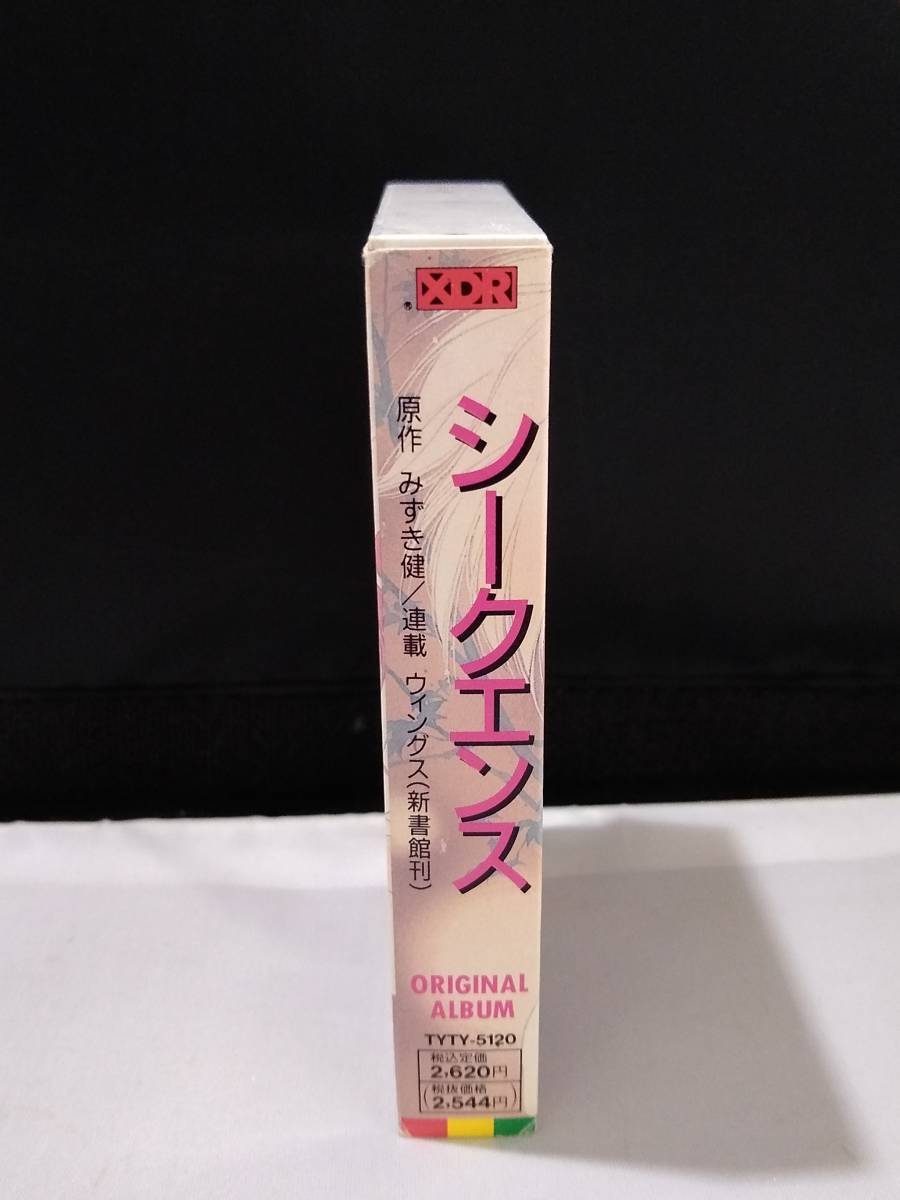 XDR
®
シークエンス
原作 みずき健/連載 ウィングス(新書館刊)
ORIGINAL
ALBUM
TYTY-5120
税込定価
2,620円
(税抜価格
2,544円)